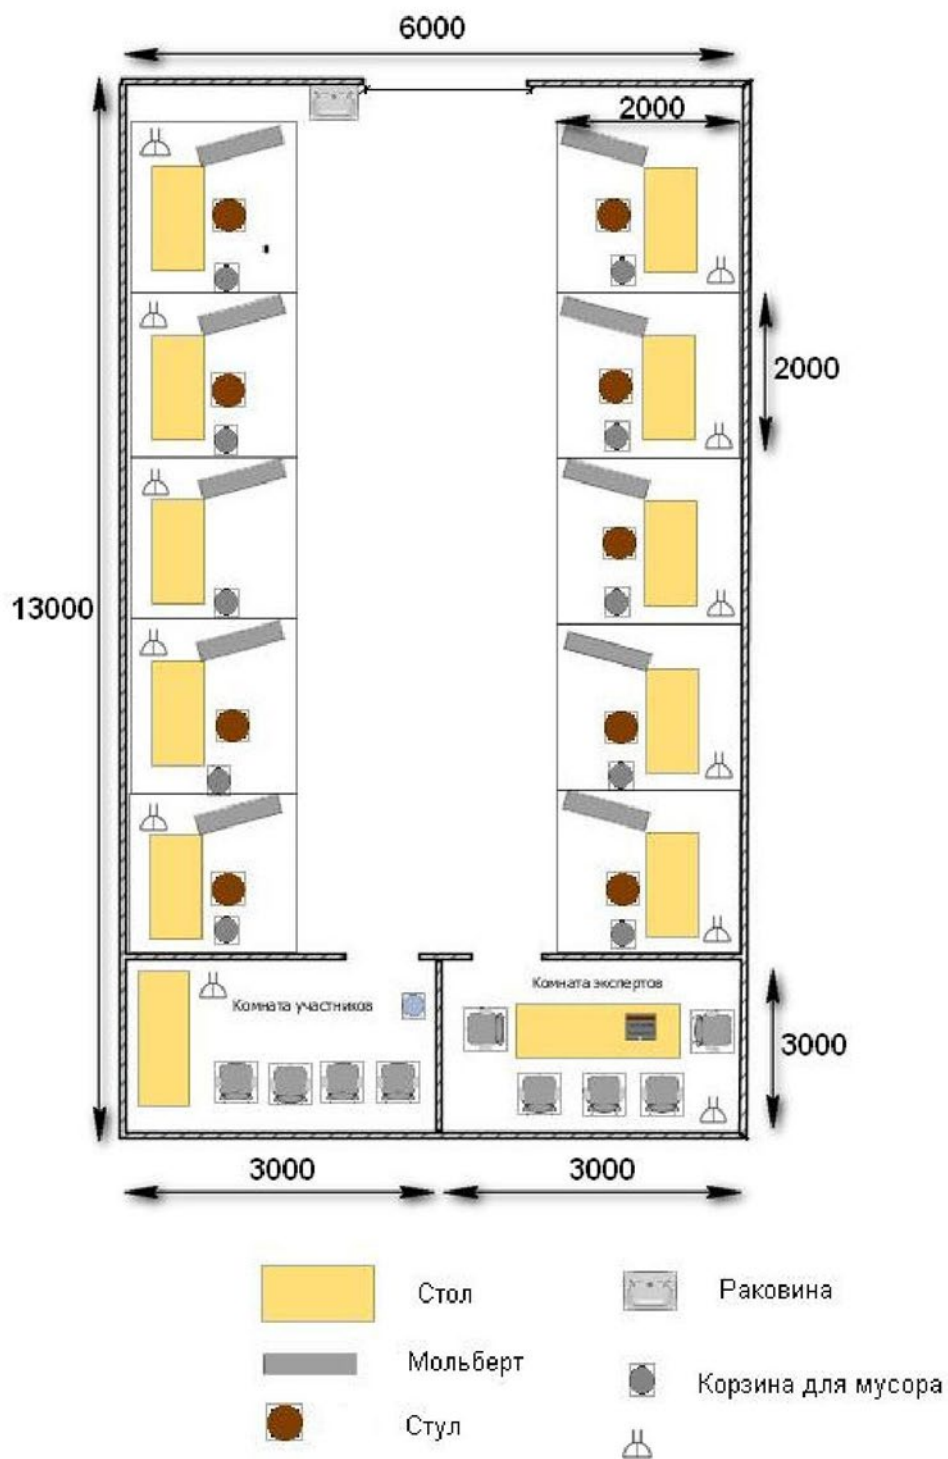 6000
2000
2000
13000
Комната участников
Комната экспертов
3000
3000
3000
Стол
Раковина
Мольберт
Корзина для мусора
Стул